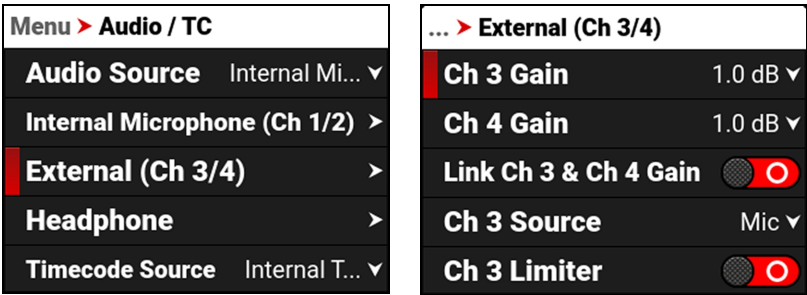 Menu ➤ Audio / TC
Audio Source Internal Mi...
Internal Microphone (Ch 1/2)
External (Ch 3/4)
Headphone
Timecode Source Internal T...
... ➤ External (Ch 3/4)
Ch 3 Gain 1.0 dB
Ch 4 Gain 1.0 dB
Link Ch 3 & Ch 4 Gain
Ch 3 Source Mic
Ch 3 Limiter